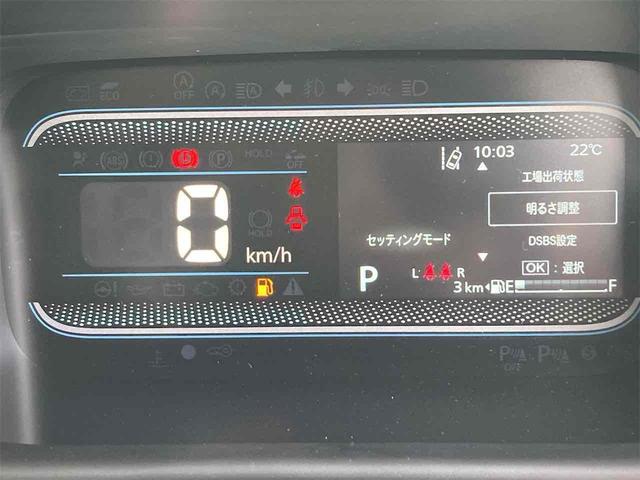 OFF
ECO
ABS
P
HOLD
OFF
10:03
22℃
工場出荷状態
明るさ調整
0
HOLD
km/h
セッティングモード
DSBS設定
OK:選択
P
L
R
3km
E
F
OFF
P
P